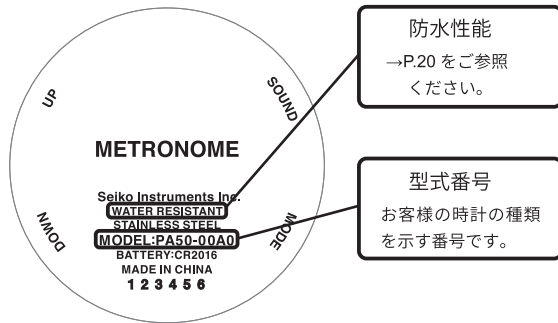 防水性能
→P.20 をご参照
ください。
UP
SOUND
METRONOME
Seiko Instruments Inc.
WATER RESISTANT
STAINLESS STEEL
MODEL:PA50-00A0
BATTERY:CR2016
MADE IN CHINA
1 2 3 4 5 6
DOWN
MODE
型式番号
お客様の時計の種類
を示す番号です。